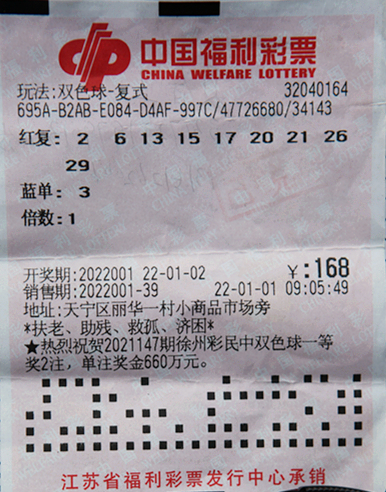 中国福利彩票
CHINA WELFARE LOTTERY
玩法:双色球-复式 32040164
695A-B2AB-E084-D4AF-997C/47726680/34143
红复: 2 6 13 15 17 20 21 26
29
蓝单: 3
倍数:1
开奖期:2022001 22-01-02 ¥:168
销售期:2022001-39 22-01-01 09:05:49
地址:天宁区丽华一村小商品市场旁
*扶老、助残、救孤、济困*
★热烈祝贺2021147期徐州彩民中双色球一等
奖2注，单注奖金660万元。
江苏省福利彩票发行中心承销